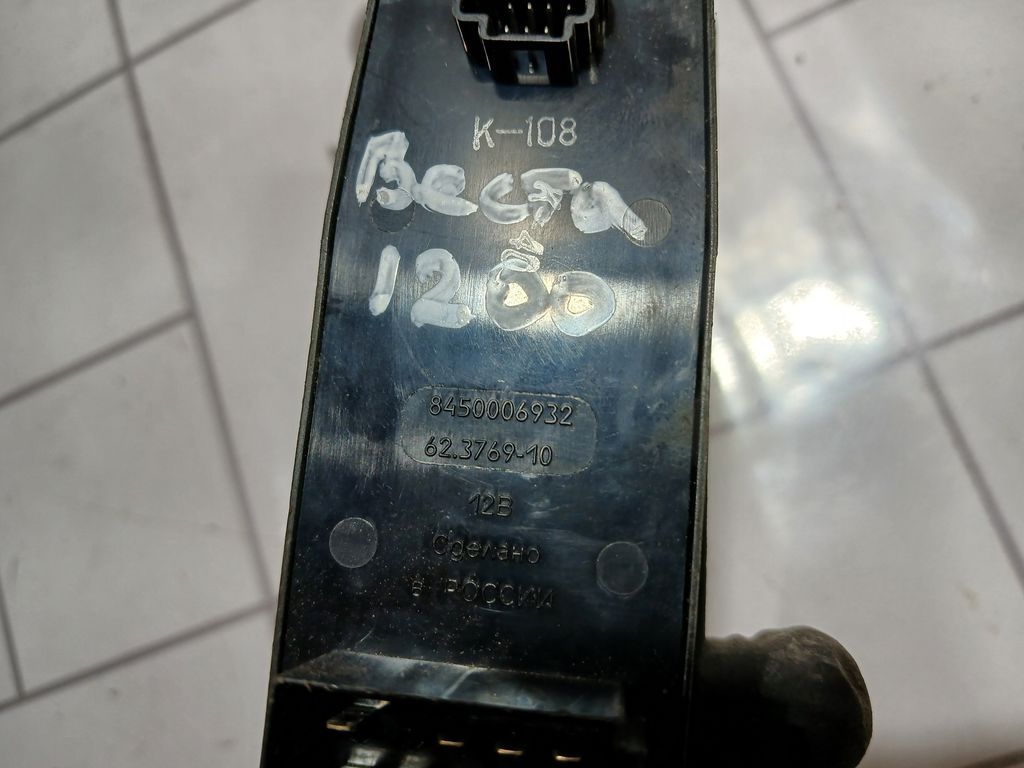 К-108
Веста
1200
8450006932
62.3769-10
12В
Сделано
в РОССИИ